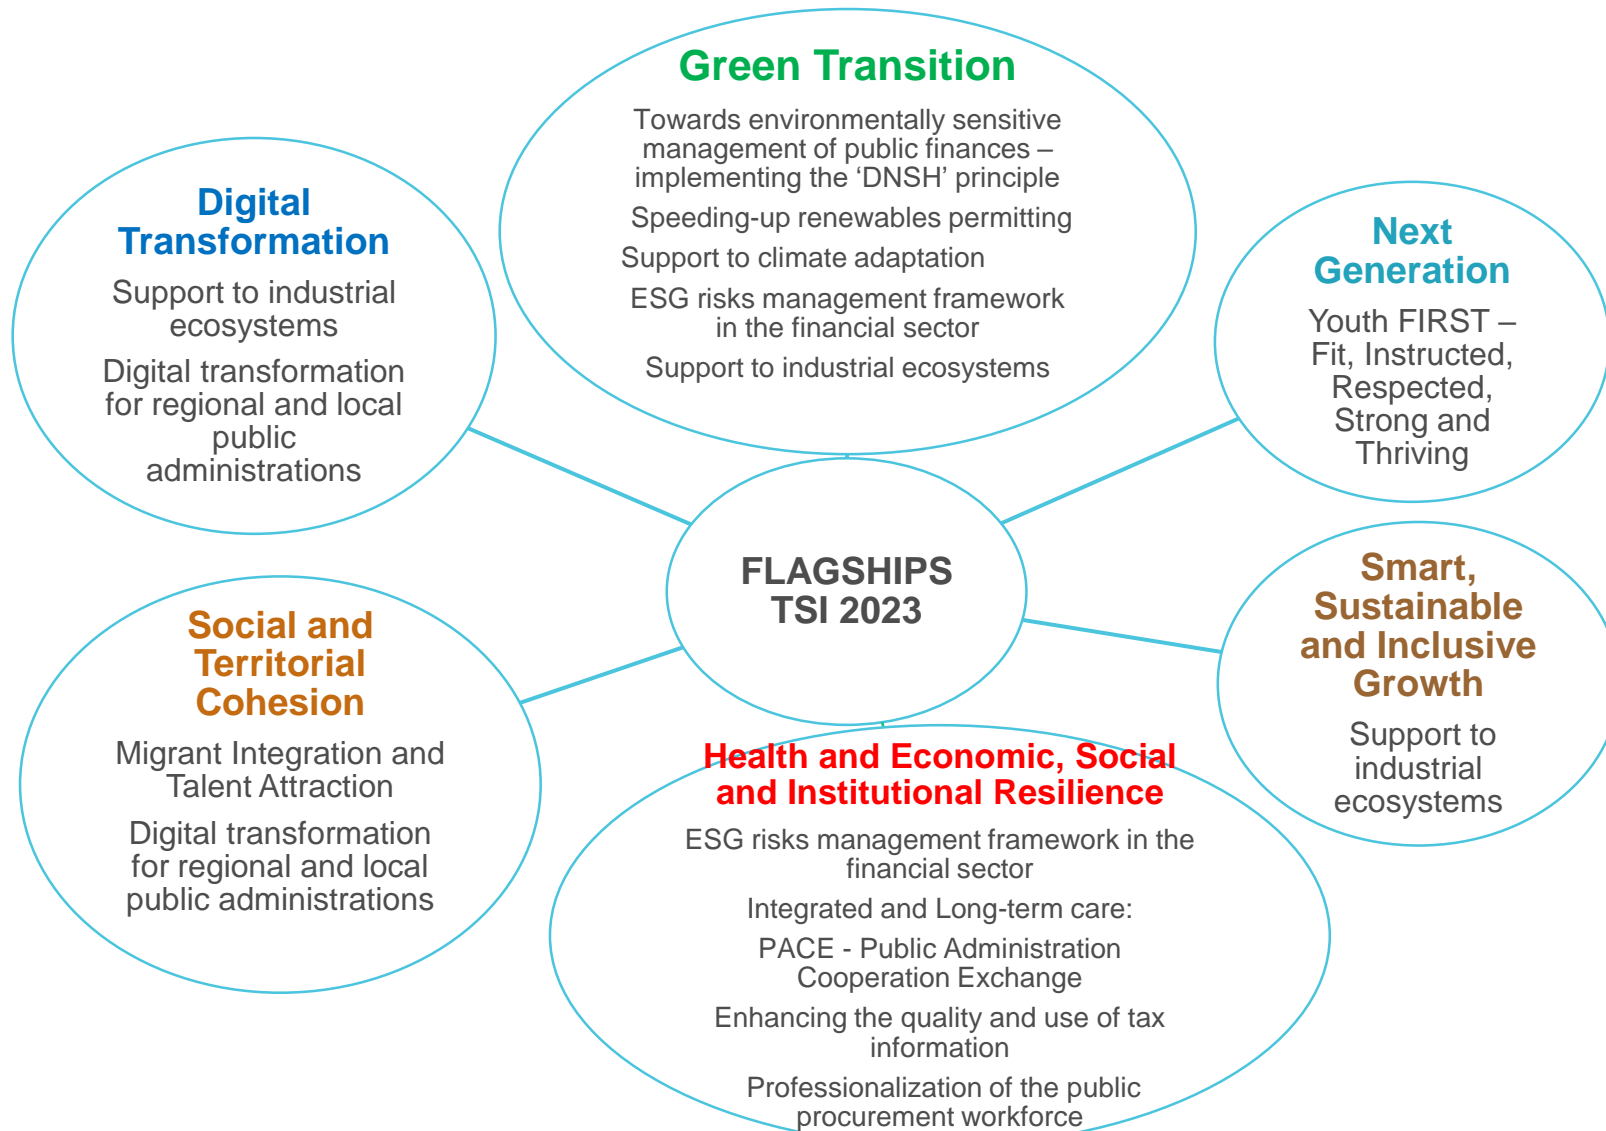 Green Transition
Towards environmentally sensitive
management of public finances –
implementing the ‘DNSH’ principle
Speeding-up renewables permitting
Support to climate adaptation
ESG risks management framework
in the financial sector
Support to industrial ecosystems
Digital
Transformation
Support to industrial
ecosystems
Digital transformation
for regional and local
public
administrations
Next
Generation
Youth FIRST –
Fit, Instructed,
Respected,
Strong and
Thriving
FLAGSHIPS
TSI 2023
Social and
Territorial
Cohesion
Migrant Integration and
Talent Attraction
Digital transformation
for regional and local
public administrations
Smart,
Sustainable
and Inclusive
Growth
Support to
industrial
ecosystems
Health and Economic, Social
and Institutional Resilience
ESG risks management framework in the
financial sector
Integrated and Long-term care:
PACE - Public Administration
Cooperation Exchange
Enhancing the quality and use of tax
information
Professionalization of the public
procurement workforce